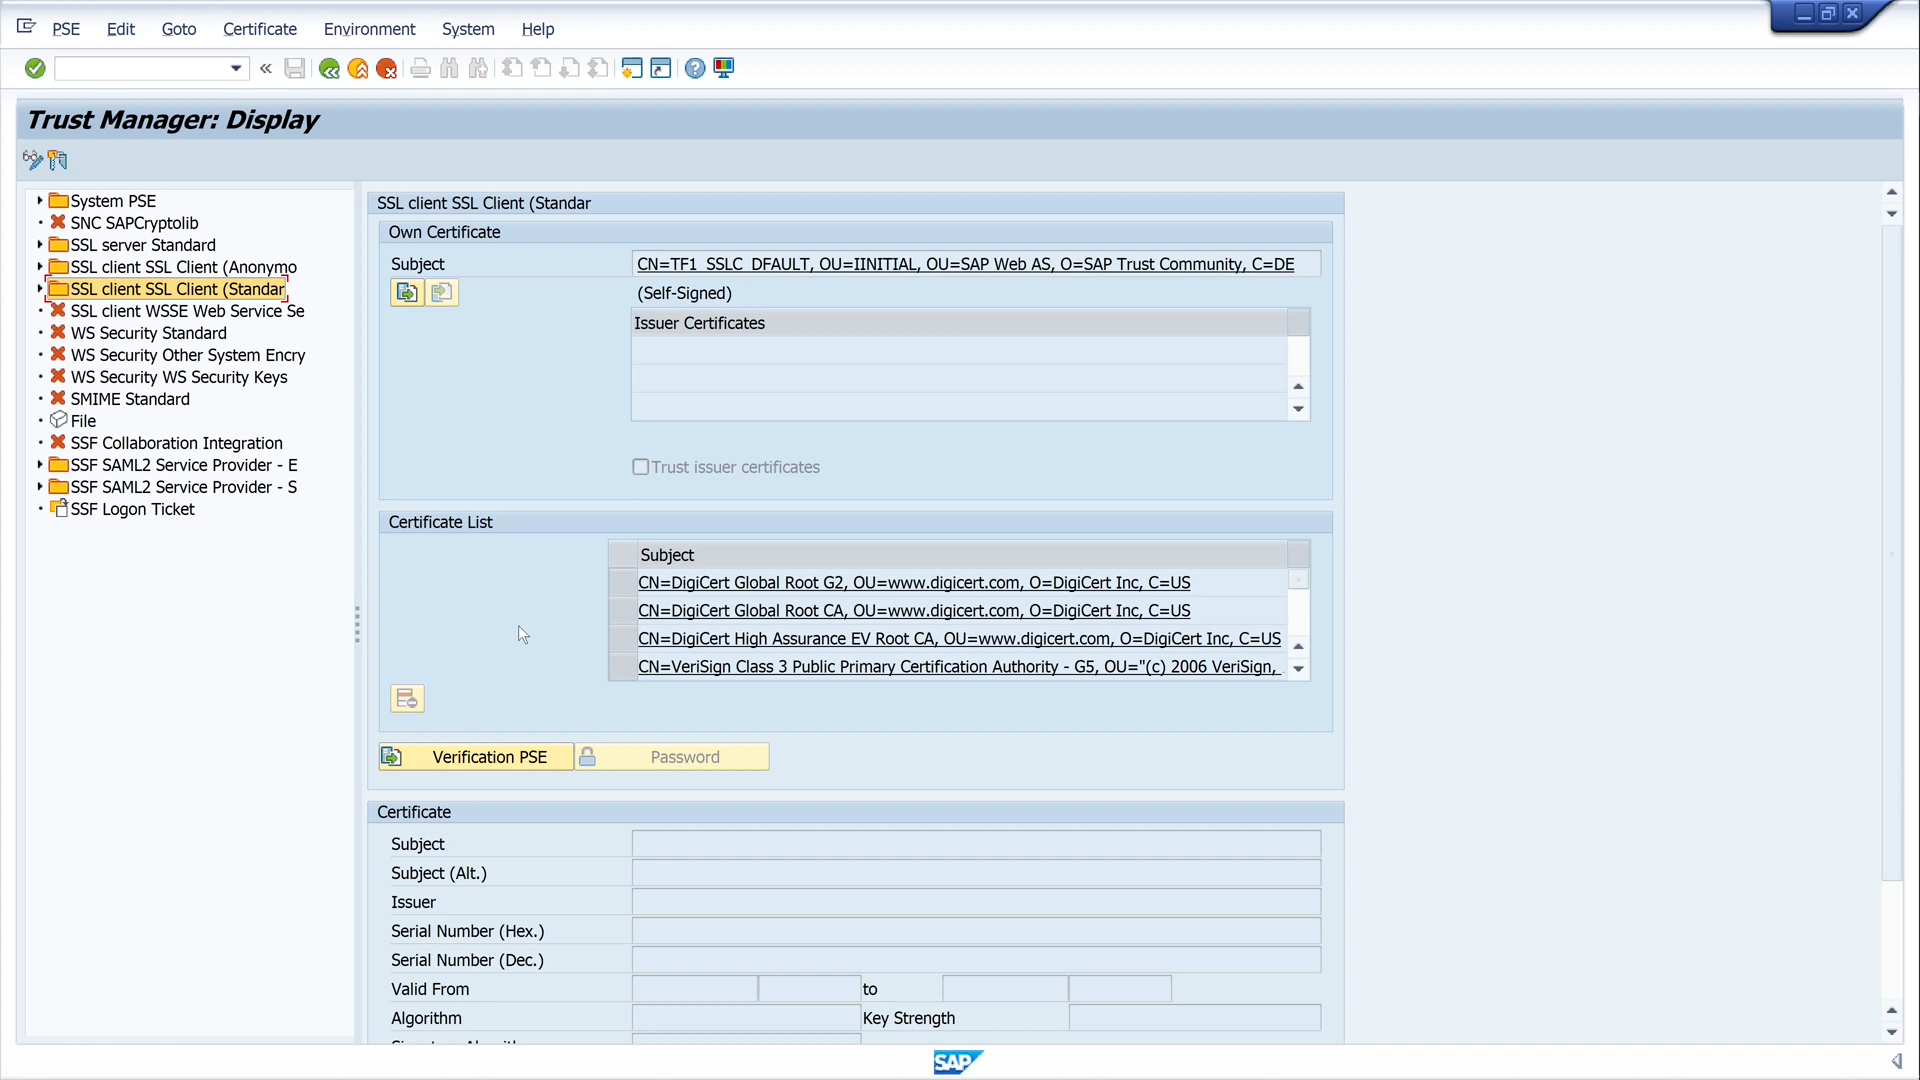 PSE Edit Goto Certificate Environment System Help
Trust Manager: Display
System PSE
SNC SAPCryptolib
SSL server Standard
SSL client SSL Client (Anonymo
SSL client SSL Client (Standar
SSL client WSSE Web Service Se
WS Security Standard
WS Security Other System Encry
WS Security WS Security Keys
SMIME Standard
File
SSF Collaboration Integration
SSF SAML2 Service Provider - E
SSF SAML2 Service Provider - S
SSF Logon Ticket
SSL client SSL Client (Standar
Own Certificate
Subject CN=TF1 SSLC DFAULT, OU=IINITIAL, OU=SAP Web AS, O=SAP Trust Community, C=DE
(Self-Signed)
Issuer Certificates
Trust issuer certificates
Certificate List
Subject
CN=DigiCert Global Root G2, OU=www.digicert.com, O=DigiCert Inc, C=US
CN=DigiCert Global Root CA, OU=www.digicert.com, O=DigiCert Inc, C=US
CN=DigiCert High Assurance EV Root CA, OU=www.digicert.com, O=DigiCert Inc, C=US
CN=VeriSign Class 3 Public Primary Certification Authority - G5, OU="(c) 2006 VeriSign,
Verification PSE Password
Certificate
Subject
Subject (Alt.)
Issuer
Serial Number (Hex.)
Serial Number (Dec.)
Valid From to
Algorithm Key Strength
SAP